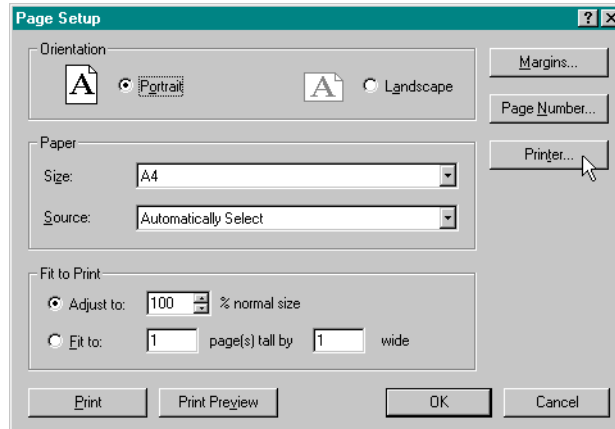 Page Setup
Orientation
A Portrait A Landscape
Margins...
Page Number...
Printer...
Paper
Size: A4
Source: Automatically Select
Fit to Print
Adjust to: 100 % normal size
Fit to: 1 page(s) tall by 1 wide
Print Print Preview OK Cancel